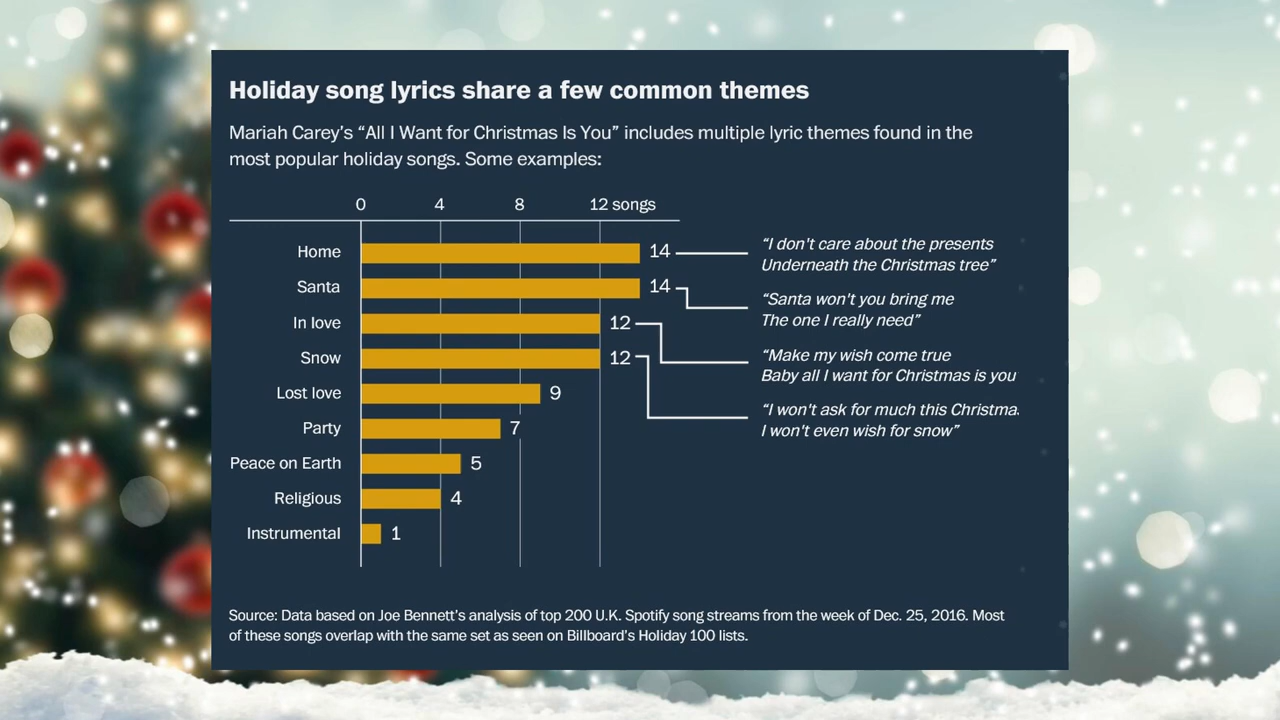 Holiday song lyrics share a few common themes
Mariah Carey's “All I Want for Christmas Is You” includes multiple lyric themes found in the
most popular holiday songs. Some examples:
0 4 8 12 songs
Home 14
“I don't care about the presents
Underneath the Christmas tree”
Santa 14
“Santa won't you bring me
The one I really need”
In love 12
“Make my wish come true
Baby all I want for Christmas is you
Snow 12
“I won't ask for much this Christma
I won't even wish for snow”
Lost love 9
Party 7
Peace on Earth 5
Religious 4
Instrumental 1
Source: Data based on Joe Bennett's analysis of top 200 U.K. Spotify song streams from the week of Dec. 25, 2016. Most
of these songs overlap with the same set as seen on Billboard's Holiday 100 lists.